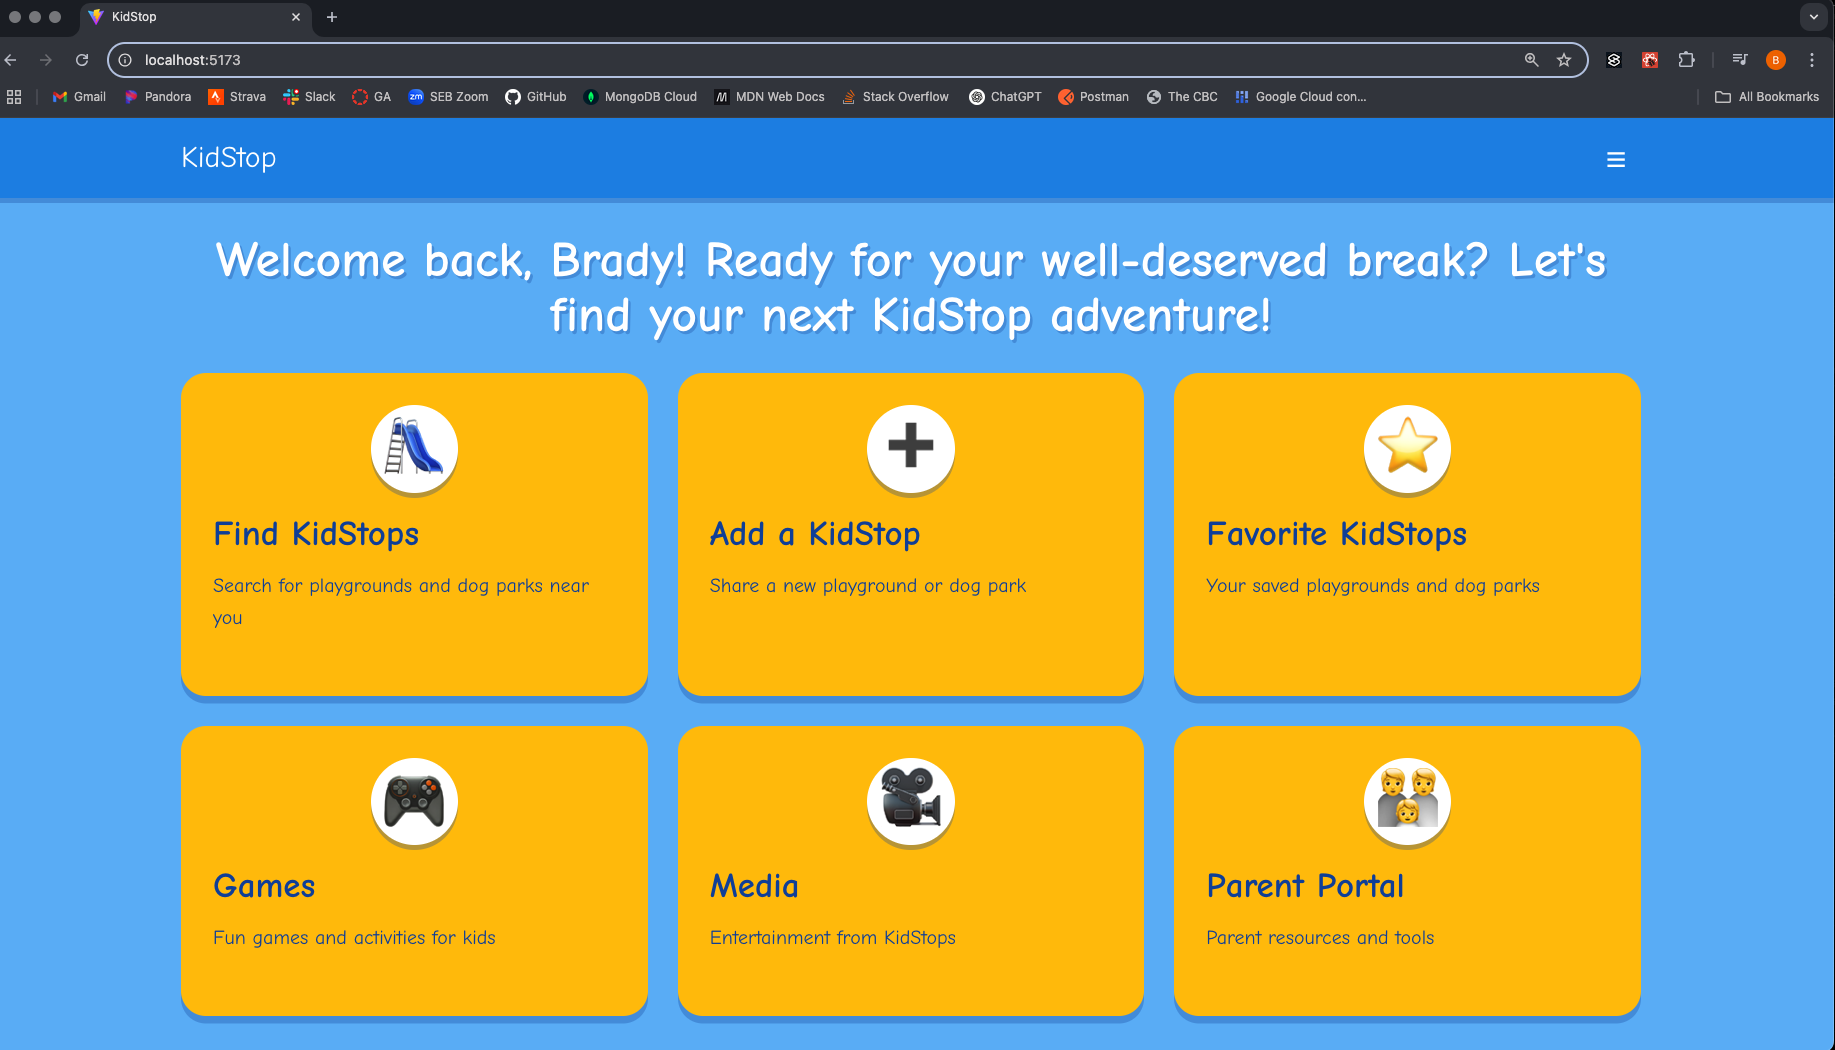 KidStop
localhost:5173
B
Gmail
Pandora
Strava
Slack
GA
zm SEB Zoom
GitHub
MongoDB Cloud
M MDN Web Docs
Stack Overflow
ChatGPT
Postman
The CBC
Google Cloud con...
All Bookmarks
KidStop
Welcome back, Brady! Ready for your well-deserved break? Let's
find your next KidStop adventure!
Find KidStops
Search for playgrounds and dog parks near
you
Add a KidStop
Share a new playground or dog park
Favorite KidStops
Your saved playgrounds and dog parks
Games
Fun games and activities for kids
Media
Entertainment from KidStops
Parent Portal
Parent resources and tools